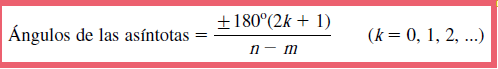 Ángulos de las asíntotas = ±180°(2k + 1) / n − m (k = 0, 1, 2, ...)